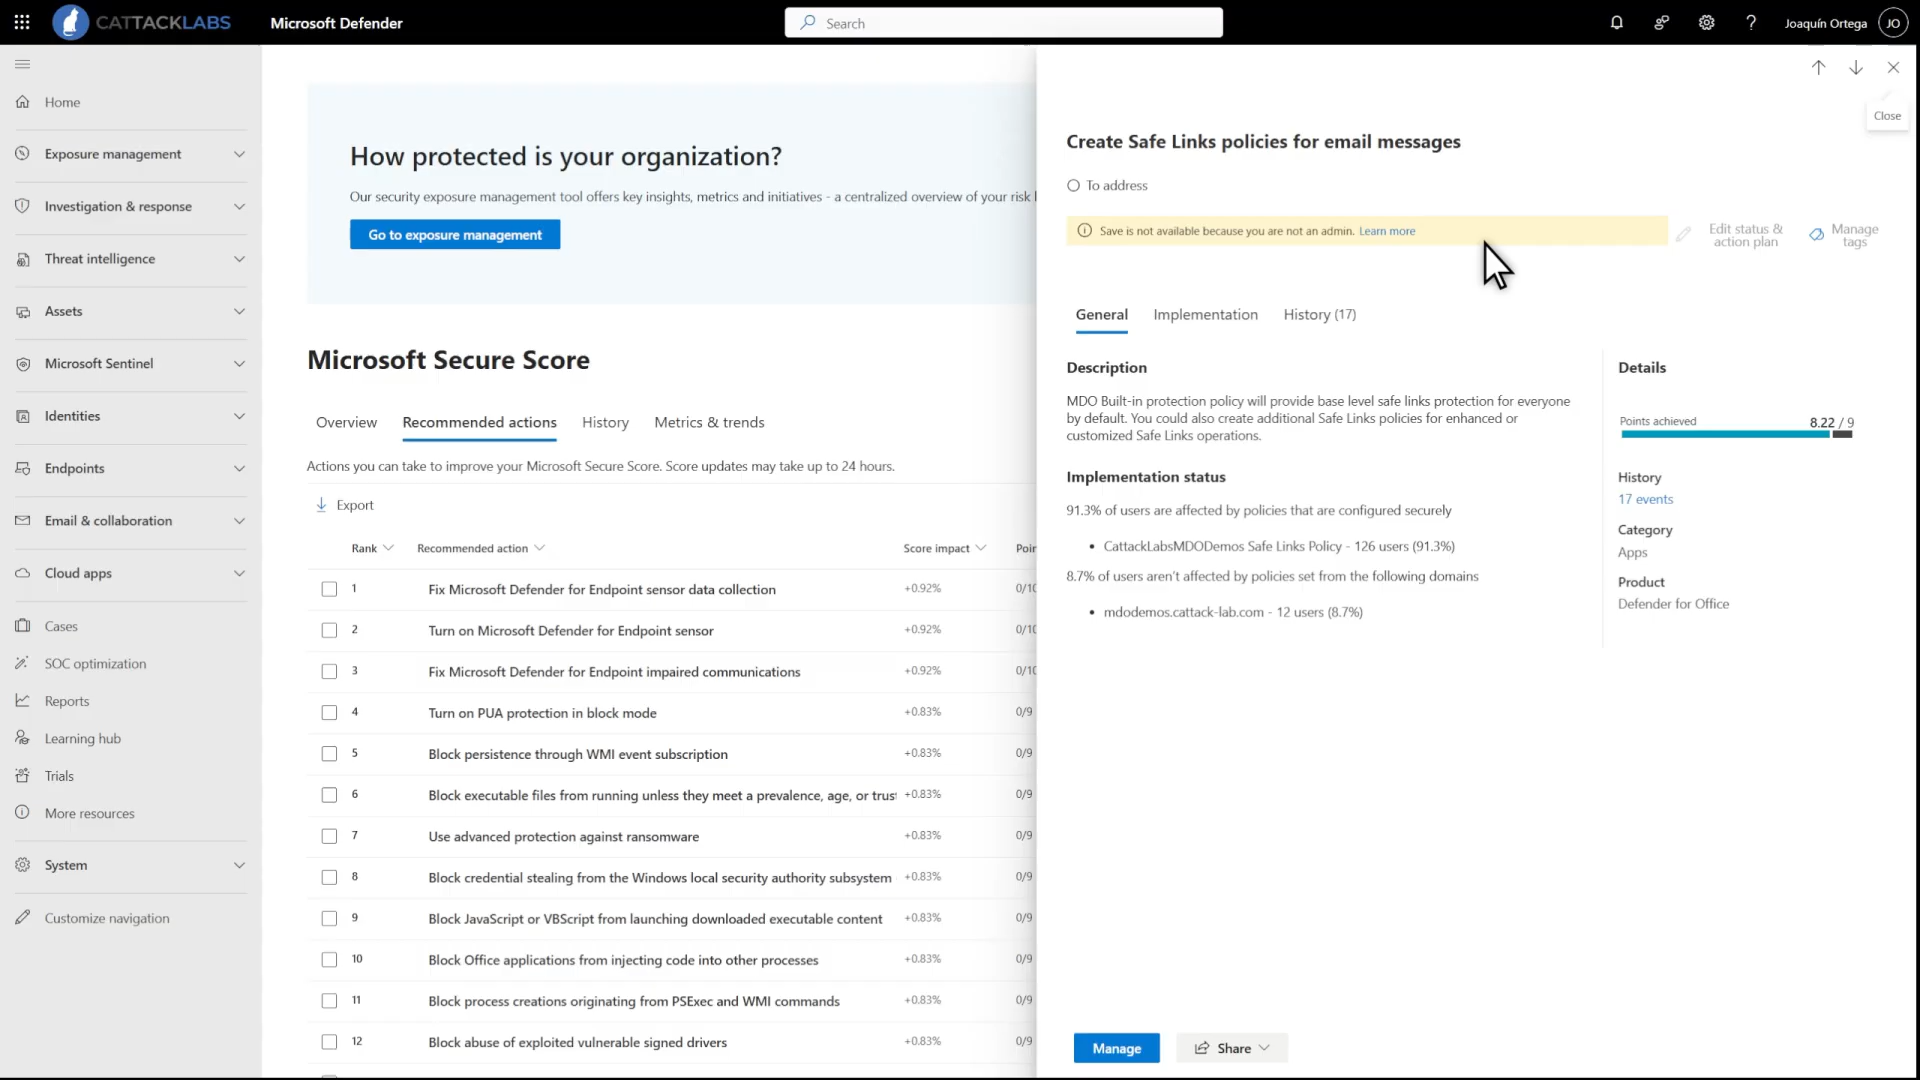 CATTACKLABS
Microsoft Defender
Search
Joaquín Ortega
JO
Home
Exposure management
Investigation & response
Threat intelligence
Assets
Microsoft Sentinel
Identities
Endpoints
Email & collaboration
Cloud apps
Cases
SOC optimization
Reports
Learning hub
Trials
More resources
System
Customize navigation
How protected is your organization?
Our security exposure management tool offers key insights, metrics and initiatives - a centralized overview of your risk
Go to exposure management
Microsoft Secure Score
Overview
Recommended actions
History
Metrics & trends
Actions you can take to improve your Microsoft Secure Score. Score updates may take up to 24 hours.
Export
Rank Recommended action Score impact Poin
1 Fix Microsoft Defender for Endpoint sensor data collection +0.92% 0/10
2 Turn on Microsoft Defender for Endpoint sensor +0.92% 0/10
3 Fix Microsoft Defender for Endpoint impaired communications +0.92% 0/10
4 Turn on PUA protection in block mode +0.83% 0/9
5 Block persistence through WMI event subscription +0.83% 0/9
6 Block executable files from running unless they meet a prevalence, age, or trus +0.83% 0/9
7 Use advanced protection against ransomware +0.83% 0/9
8 Block credential stealing from the Windows local security authority subsystem +0.83% 0/9
9 Block JavaScript or VBScript from launching downloaded executable content +0.83% 0/9
10 Block Office applications from injecting code into other processes +0.83% 0/9
11 Block process creations originating from PSExec and WMI commands +0.83% 0/9
12 Block abuse of exploited vulnerable signed drivers +0.83% 0/9
Close
Create Safe Links policies for email messages
To address
Save is not available because you are not an admin. Learn more
Edit status &
action plan
Manage
tags
General
Implementation
History (17)
Description
MDO Built-in protection policy will provide base level safe links protection for everyone
by default. You could also create additional Safe Links policies for enhanced or
customized Safe Links operations.
Implementation status
91.3% of users are affected by policies that are configured securely
• CattackLabsMDODemos Safe Links Policy - 126 users (91.3%)
8.7% of users aren't affected by policies set from the following domains
• mdodemos.cattack-lab.com - 12 users (8.7%)
Details
Points achieved 8.22 / 9
History
17 events
Category
Apps
Product
Defender for Office
Manage
Share